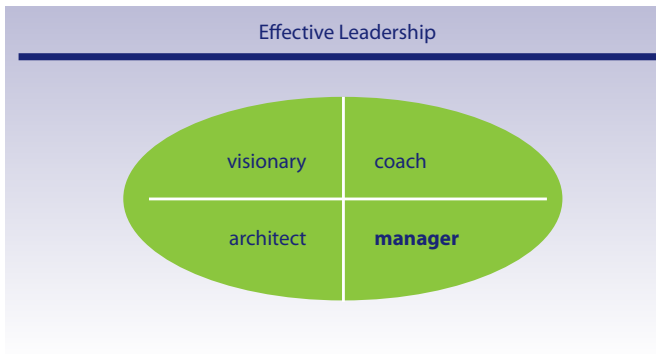 Effective Leadership
visionary
coach
architect
manager